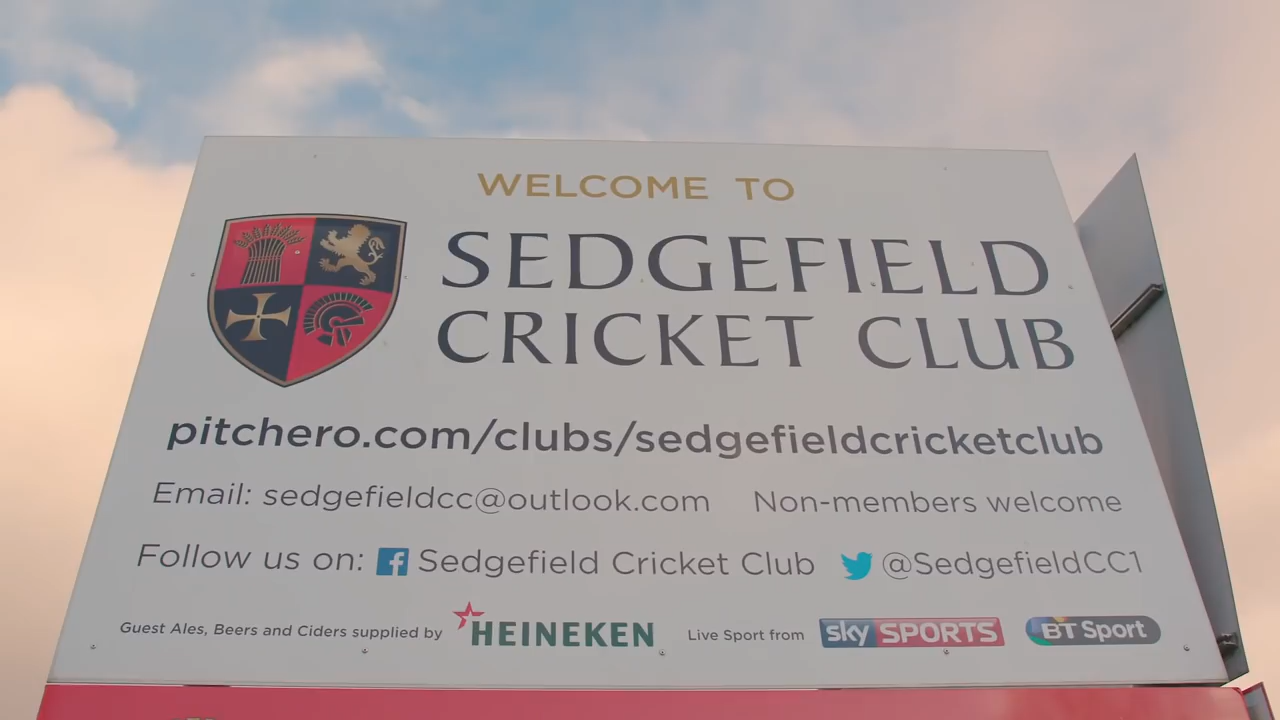 WELCOME TO
SEDGEFIELD
CRICKET CLUB
pitchero.com/clubs/sedgefieldcricketclub
Email: sedgefieldcc@outlook.com Non-members welcome
Follow us on: Sedgefield Cricket Club @SedgefieldCC1
Guest Ales, Beers and Ciders supplied by HEINEKEN Live Sport from sky SPORTS BT Sport